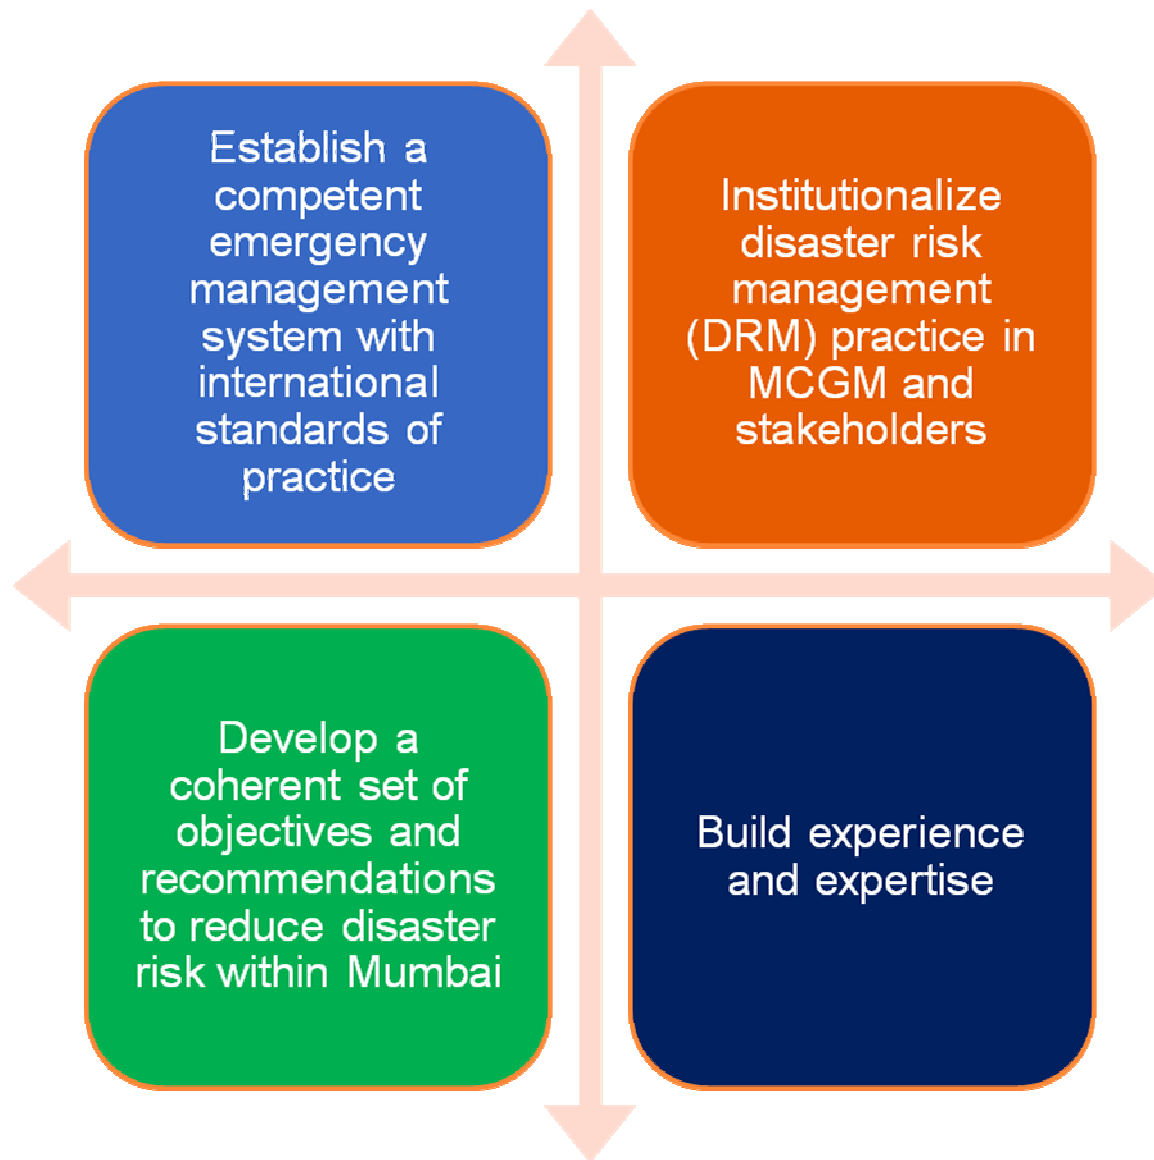 Establish a
competent
emergency
management
system with
international
standards of
practice
Institutionalize
disaster risk
management
(DRM) practice in
MCGM and
stakeholders
Develop a
coherent set of
objectives and
recommendations
to reduce disaster
risk within Mumbai
Build experience
and expertise